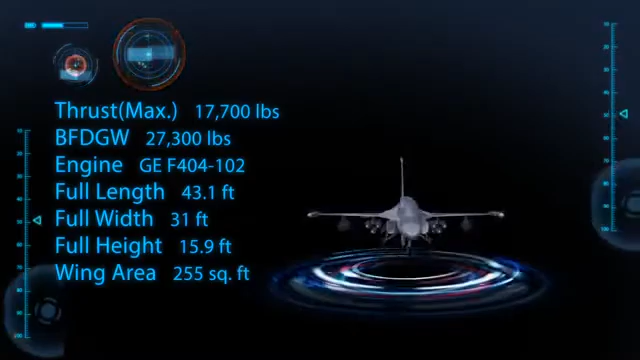 Thrust(Max.) 17,700 lbs
BFDGW 27,300 lbs
Engine GE F404-102
Full Length 43.1 ft
Full Width 31 ft
Full Height 15.9 ft
Wing Area 255 sq. ft